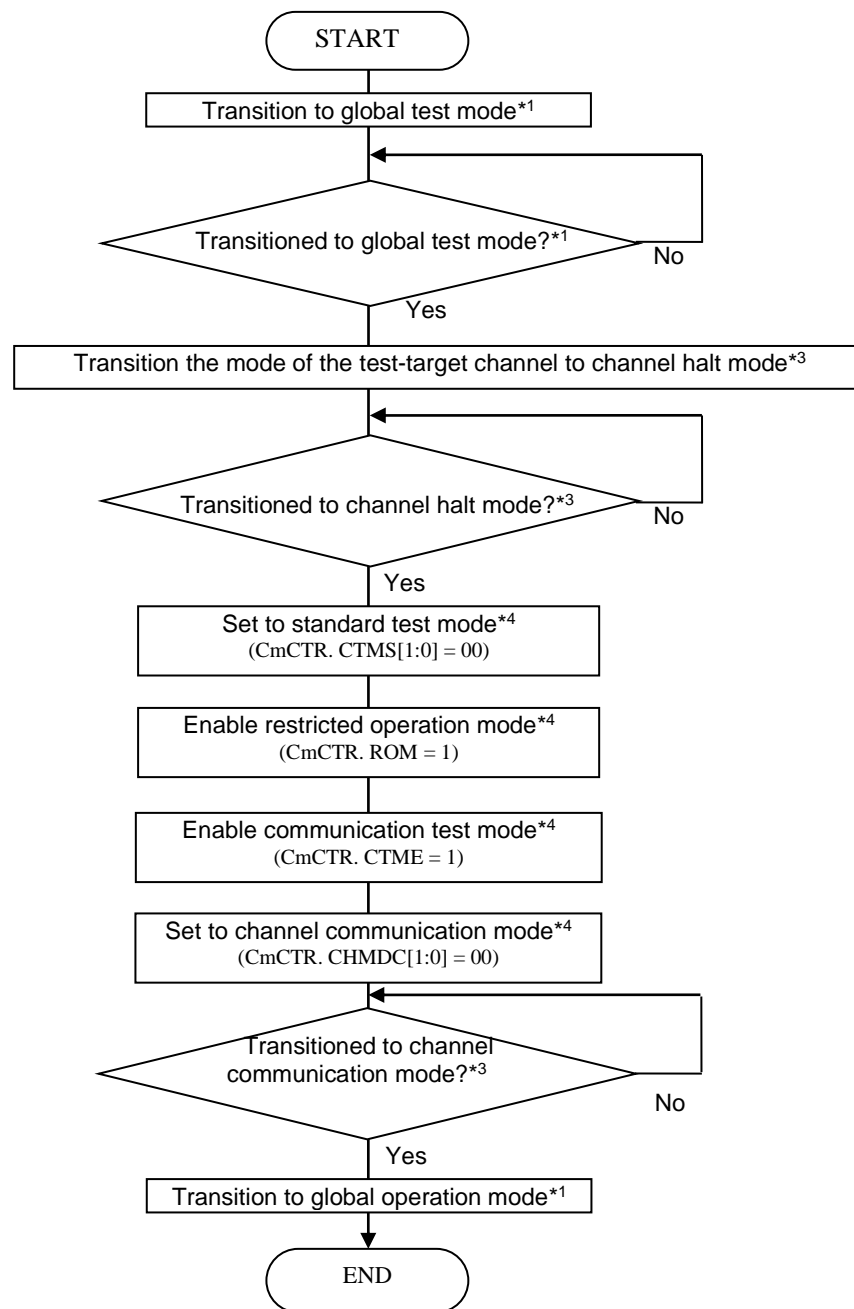 START
Transition to global test mode*1
Transitioned to global test mode?*1
No
Yes
Transition the mode of the test-target channel to channel halt mode*3
Transitioned to channel halt mode?*3
No
Yes
Set to standard test mode*4
(CmCTR. CTMS[1:0] = 00)
Enable restricted operation mode*4
(CmCTR. ROM = 1)
Enable communication test mode*4
(CmCTR. CTME = 1)
Set to channel communication mode*4
(CmCTR. CHMDC[1:0] = 00)
Transitioned to channel
communication mode?*3
No
Yes
Transition to global operation mode*1
END